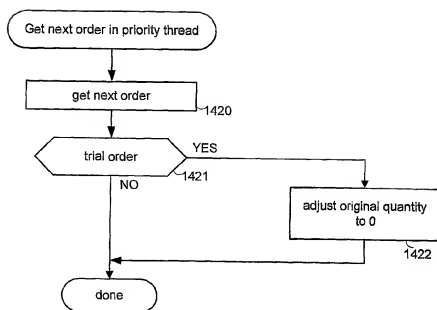 Get next order in priority thread
get next order
1420
trial order
YES
1421
NO
adjust original quantity
to 0
1422
done